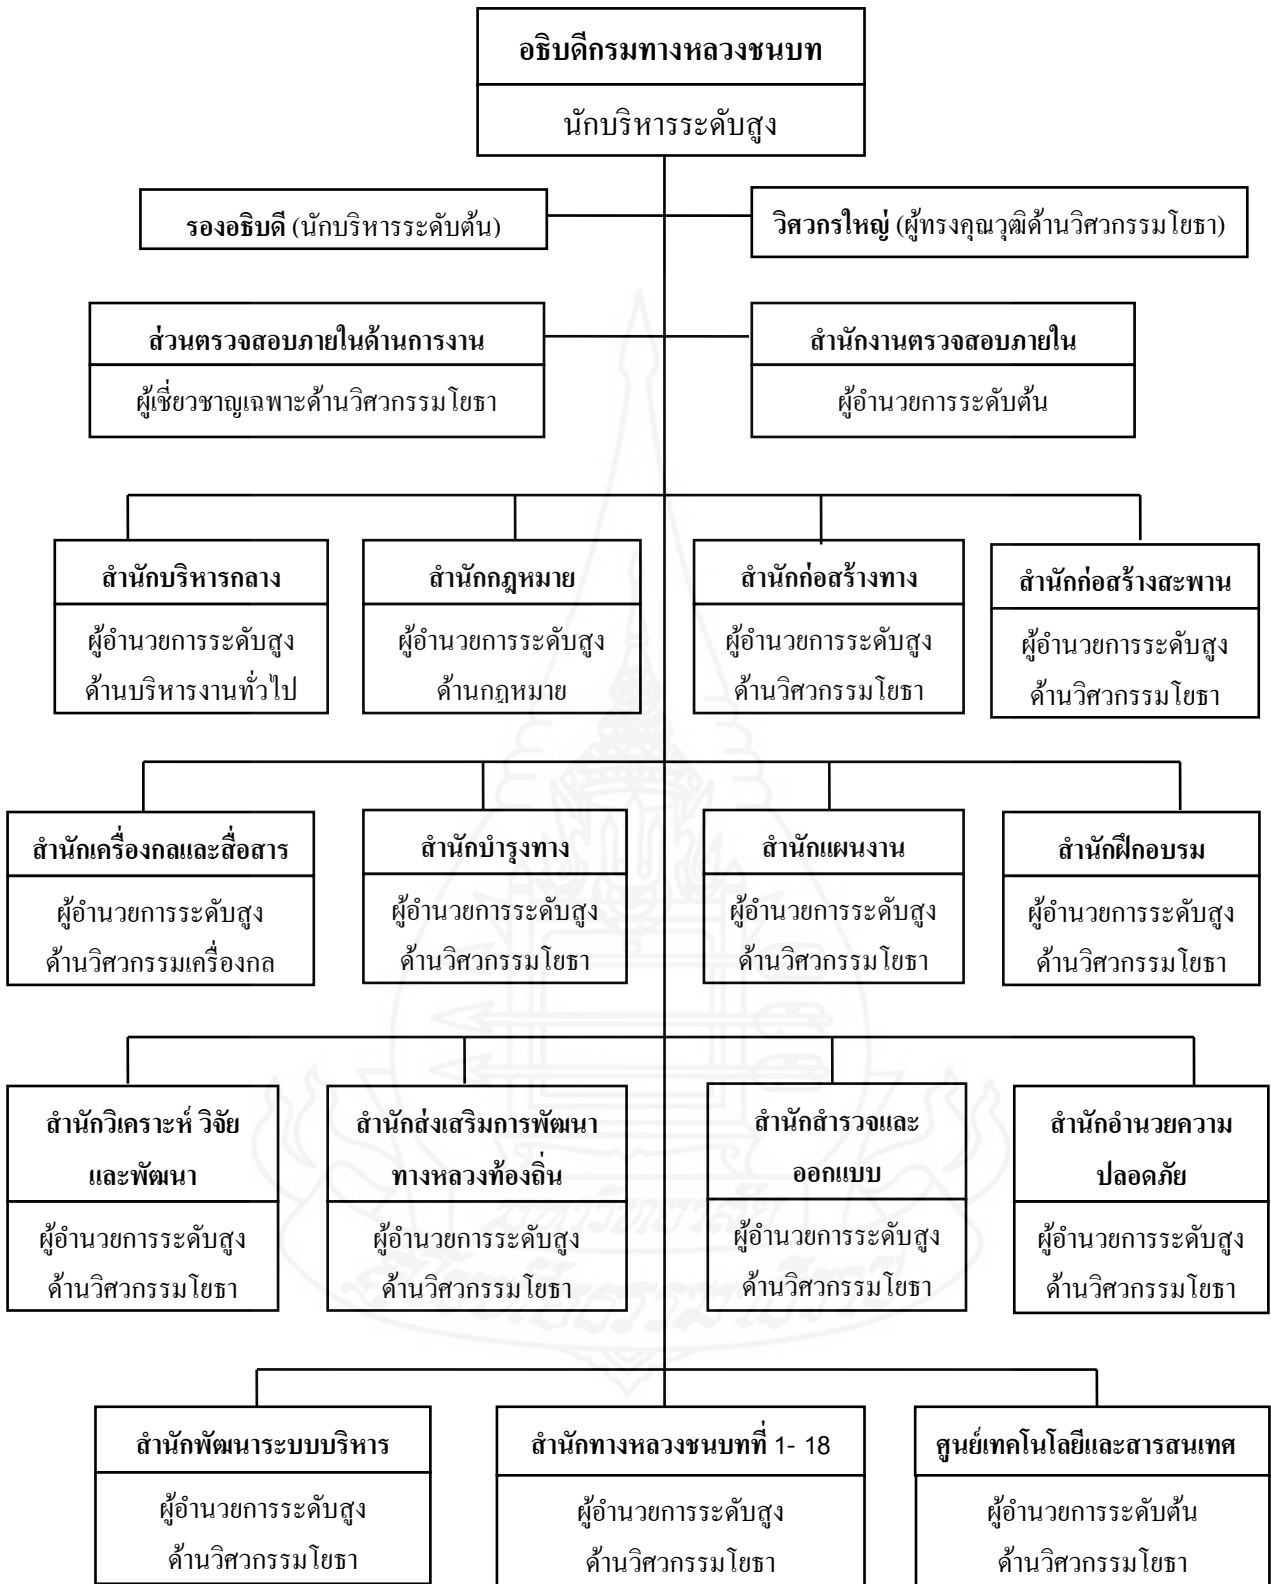 อธิบดีกรมทางหลวงชนบท
นักบริหารระดับสูง
รองอธิบดี (นักบริหารระดับต้น)
วิศวกรใหญ่ (ผู้ทรงคุณวุฒิด้านวิศวกรรมโยธา)
ส่วนตรวจสอบภายในด้านการงาน
ผู้เชี่ยวชาญเฉพาะด้านวิศวกรรมโยธา
สำนักงานตรวจสอบภายใน
ผู้อำนวยการระดับต้น
สำนักบริหารกลาง
ผู้อำนวยการระดับสูง
ด้านบริหารงานทั่วไป
สำนักกฎหมาย
ผู้อำนวยการระดับสูง
ด้านกฎหมาย
สำนักก่อสร้างทาง
ผู้อำนวยการระดับสูง
ด้านวิศวกรรมโยธา
สำนักก่อสร้างสะพาน
ผู้อำนวยการระดับสูง
ด้านวิศวกรรมโยธา
สำนักเครื่องกลและสื่อสาร
ผู้อำนวยการระดับสูง
ด้านวิศวกรรมเครื่องกล
สำนักบำรุงทาง
ผู้อำนวยการระดับสูง
ด้านวิศวกรรมโยธา
สำนักแผนงาน
ผู้อำนวยการระดับสูง
ด้านวิศวกรรมโยธา
สำนักฝึกอบรม
ผู้อำนวยการระดับสูง
ด้านวิศวกรรมโยธา
สำนักวิเคราะห์ วิจัย
และพัฒนา
ผู้อำนวยการระดับสูง
ด้านวิศวกรรมโยธา
สำนักส่งเสริมการพัฒนา
ทางหลวงท้องถิ่น
ผู้อำนวยการระดับสูง
ด้านวิศวกรรมโยธา
สำนักสำรวจและ
ออกแบบ
ผู้อำนวยการระดับสูง
ด้านวิศวกรรมโยธา
สำนักอำนวยความ
ปลอดภัย
ผู้อำนวยการระดับสูง
ด้านวิศวกรรมโยธา
มหาวิทยาลัย
สุโขทัยธรรมาธิราช
สำนักพัฒนาระบบบริหาร
ผู้อำนวยการระดับสูง
ด้านวิศวกรรมโยธา
สำนักทางหลวงชนบทที่ 1- 18
ผู้อำนวยการระดับสูง
ด้านวิศวกรรมโยธา
ศูนย์เทคโนโลยีและสารสนเทศ
ผู้อำนวยการระดับต้น
ด้านวิศวกรรมโยธา